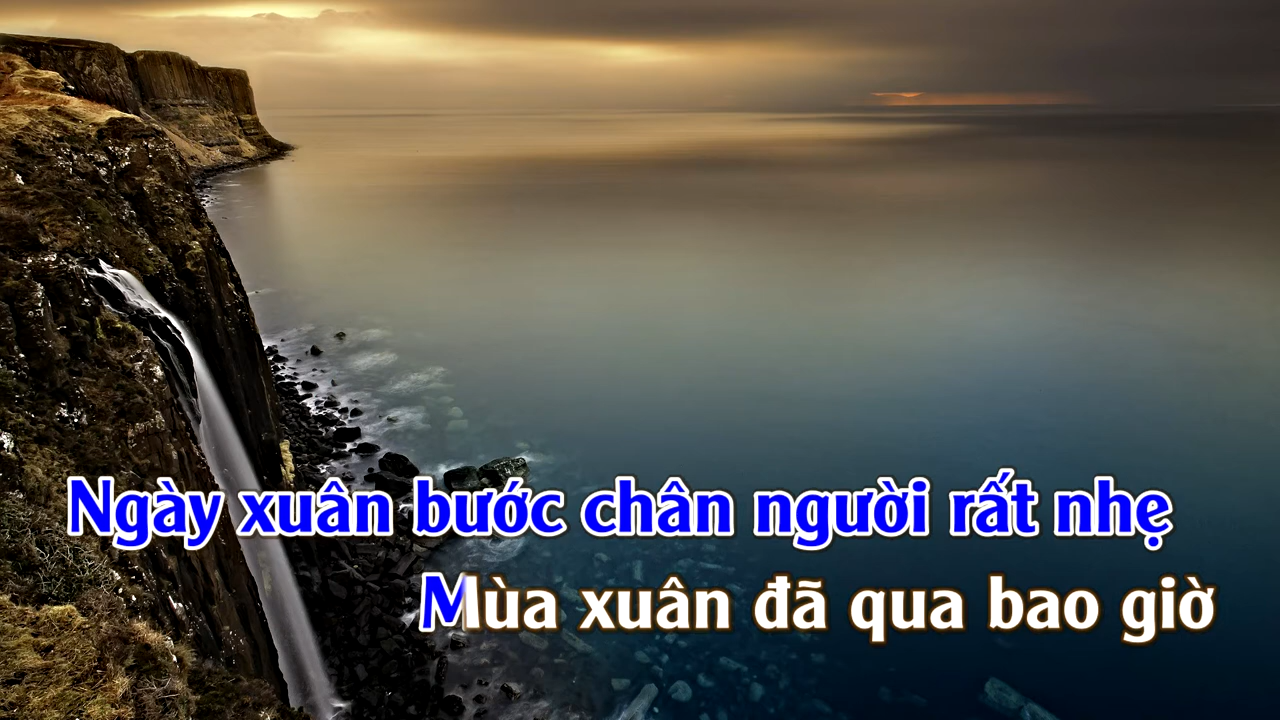 Ngày xuân bước chân người rất nhẹ
Mùa xuân đã qua bao giờ